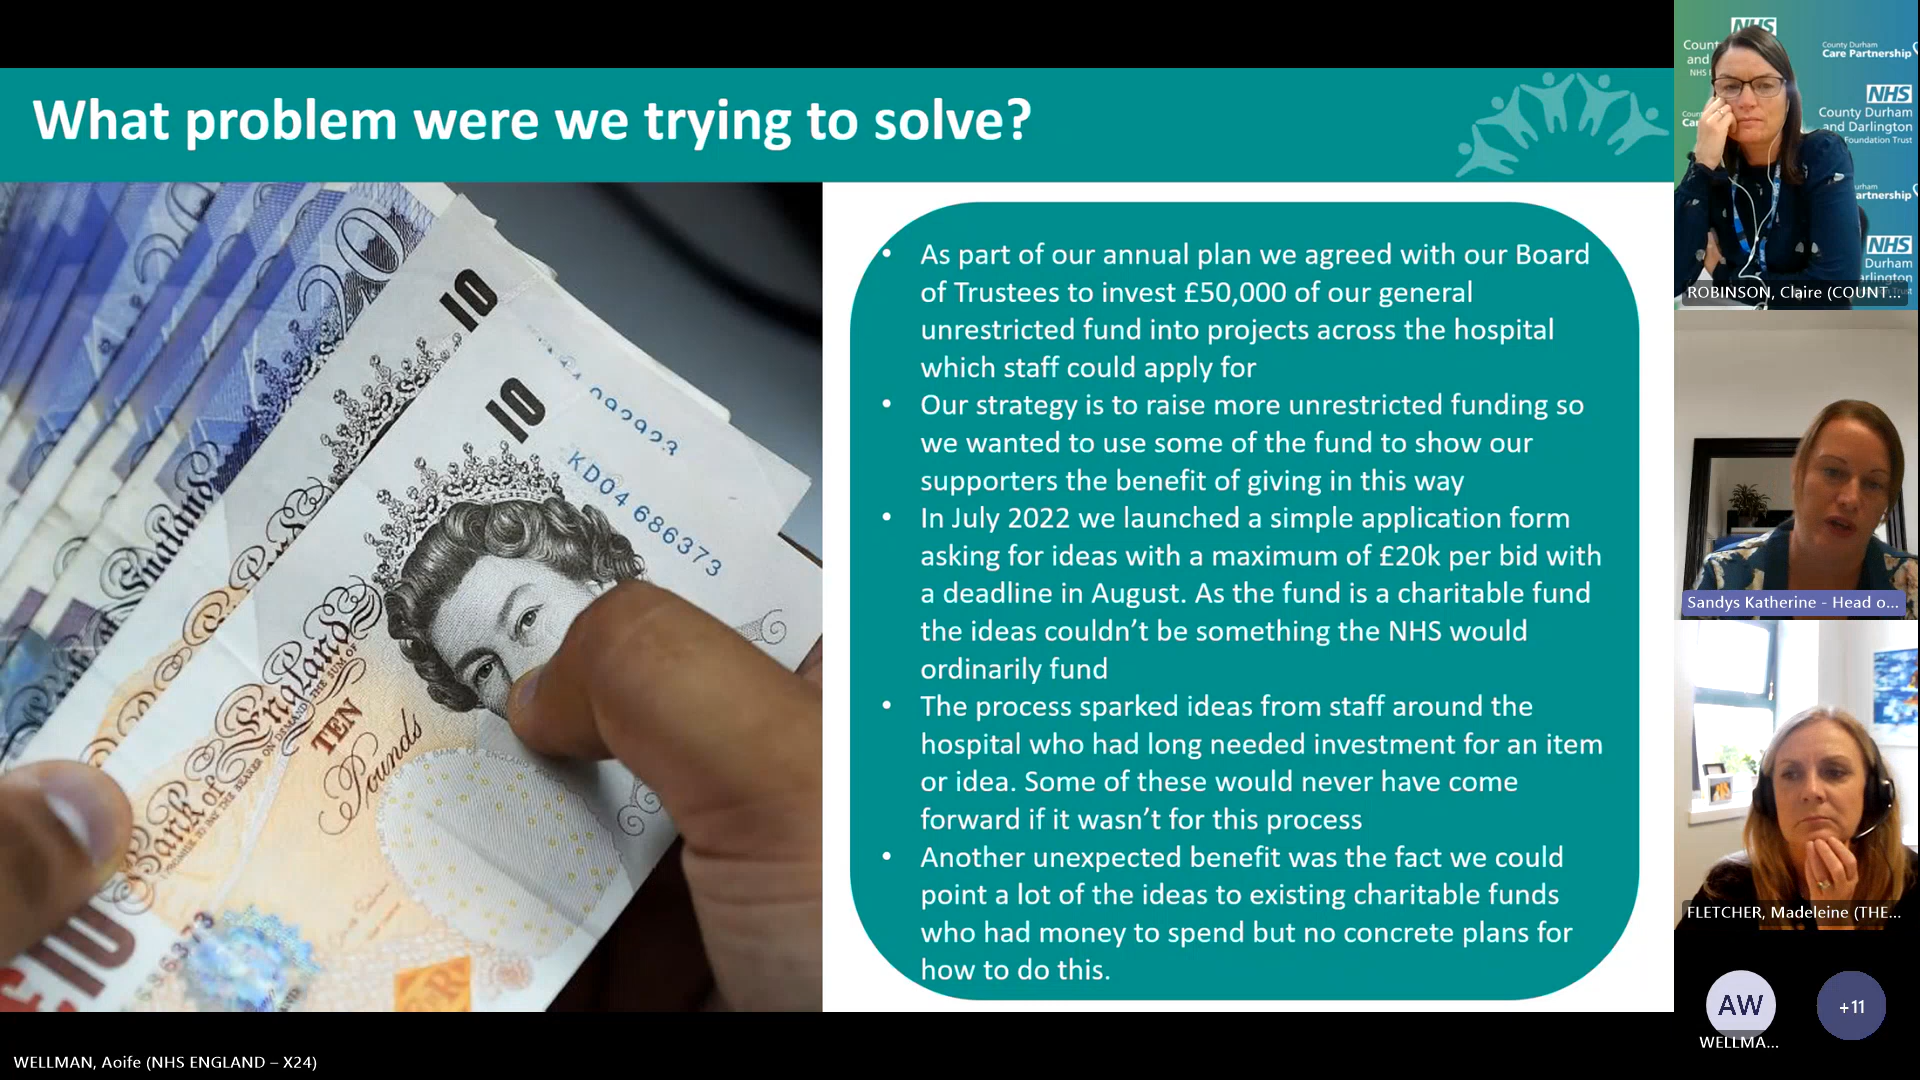 What problem were we trying to solve?
• As part of our annual plan we agreed with our Board
of Trustees to invest £50,000 of our general
unrestricted fund into projects across the hospital
which staff could apply for
• Our strategy is to raise more unrestricted funding so
we wanted to use some of the fund to show our
supporters the benefit of giving in this way
• In July 2022 we launched a simple application form
asking for ideas with a maximum of £20k per bid with
a deadline in August. As the fund is a charitable fund
the ideas couldn’t be something the NHS would
ordinarily fund
• The process sparked ideas from staff around the
hospital who had long needed investment for an item
or idea. Some of these would never have come
forward if it wasn’t for this process
• Another unexpected benefit was the fact we could
point a lot of the ideas to existing charitable funds
who had money to spend but no concrete plans for
how to do this.
20
10
10
KD04 686373
Bank of England
TEN
Pounds
£10
NHS
County Durham
Care Partnership
NHS
County Durham
and Darlington
Foundation Trust
NHS
Durham
ROBINSON, Claire (COUNT...
Sandys Katherine - Head o...
FLETCHER, Madeleine (THE...
AW
+11
WELLMA...
WELLMAN, Aoife (NHS ENGLAND – X24)